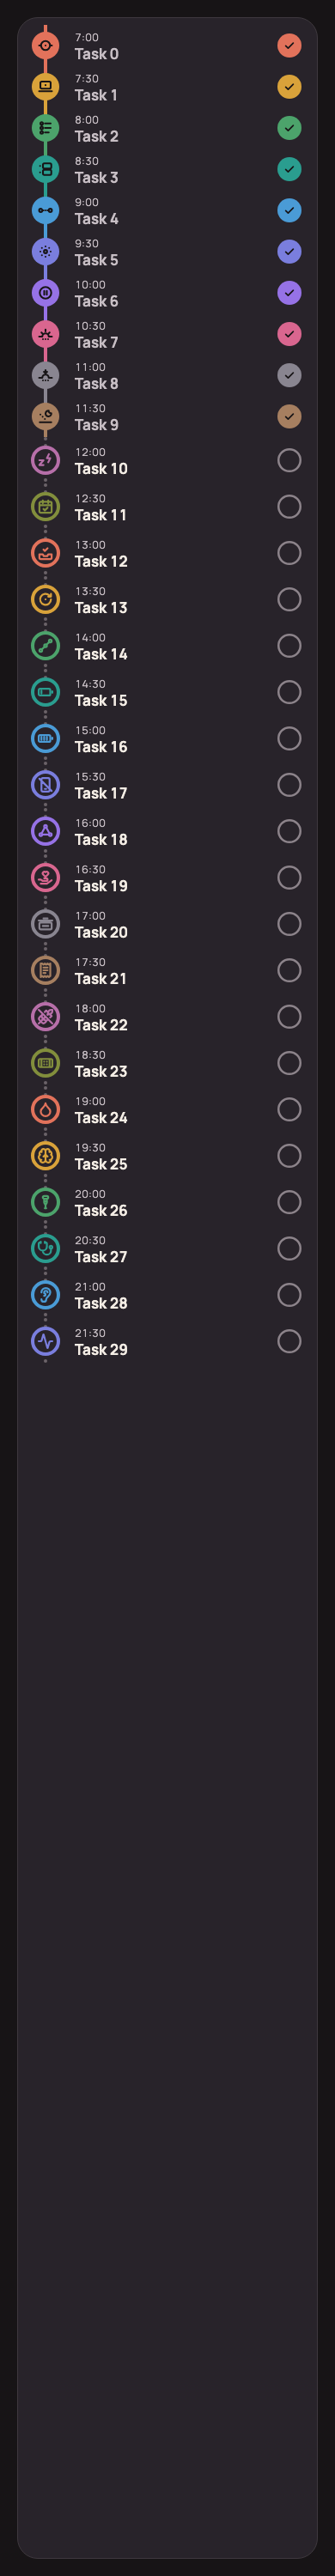 7:00
Task 0
7:30
Task 1
8:00
Task 2
8:30
Task 3
9:00
Task 4
9:30
Task 5
10:00
Task 6
10:30
Task 7
11:00
Task 8
11:30
Task 9
12:00
Task 10
12:30
Task 11
13:00
Task 12
13:30
Task 13
14:00
Task 14
14:30
Task 15
15:00
Task 16
15:30
Task 17
16:00
Task 18
16:30
Task 19
17:00
Task 20
17:30
Task 21
18:00
Task 22
18:30
Task 23
19:00
Task 24
19:30
Task 25
20:00
Task 26
20:30
Task 27
21:00
Task 28
21:30
Task 29